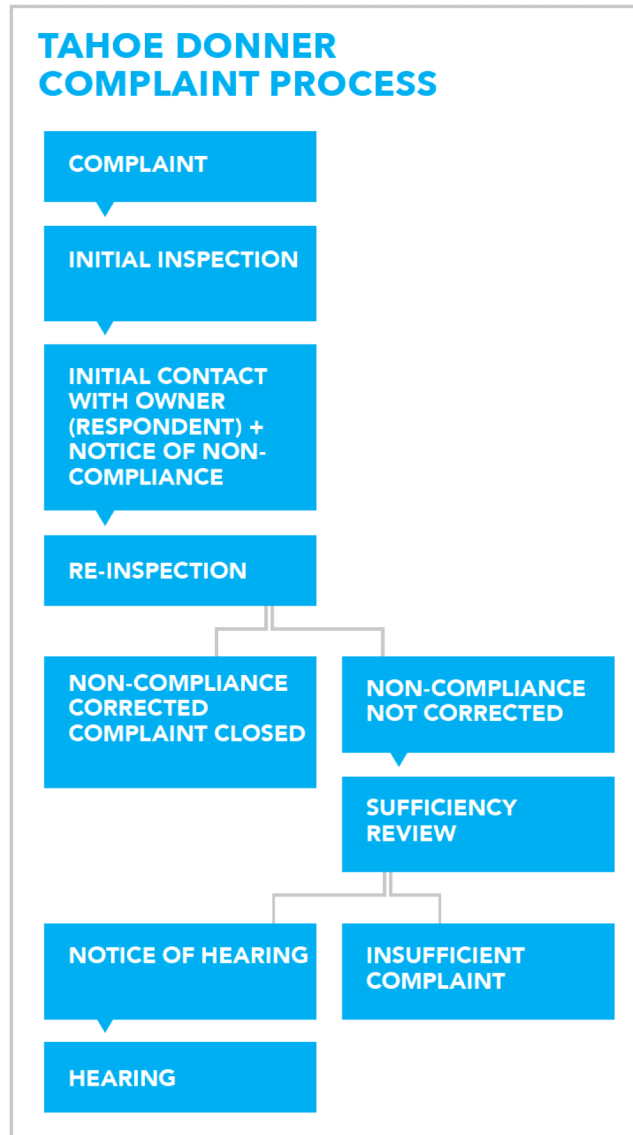 TAHOE DONNER
COMPLAINT PROCESS
COMPLAINT
INITIAL INSPECTION
INITIAL CONTACT
WITH OWNER
(RESPONDENT) +
NOTICE OF NON-
COMPLIANCE
RE-INSPECTION
NON-COMPLIANCE
CORRECTED
COMPLAINT CLOSED
NON-COMPLIANCE
NOT CORRECTED
SUFFICIENCY
REVIEW
NOTICE OF HEARING
INSUFFICIENT
COMPLAINT
HEARING